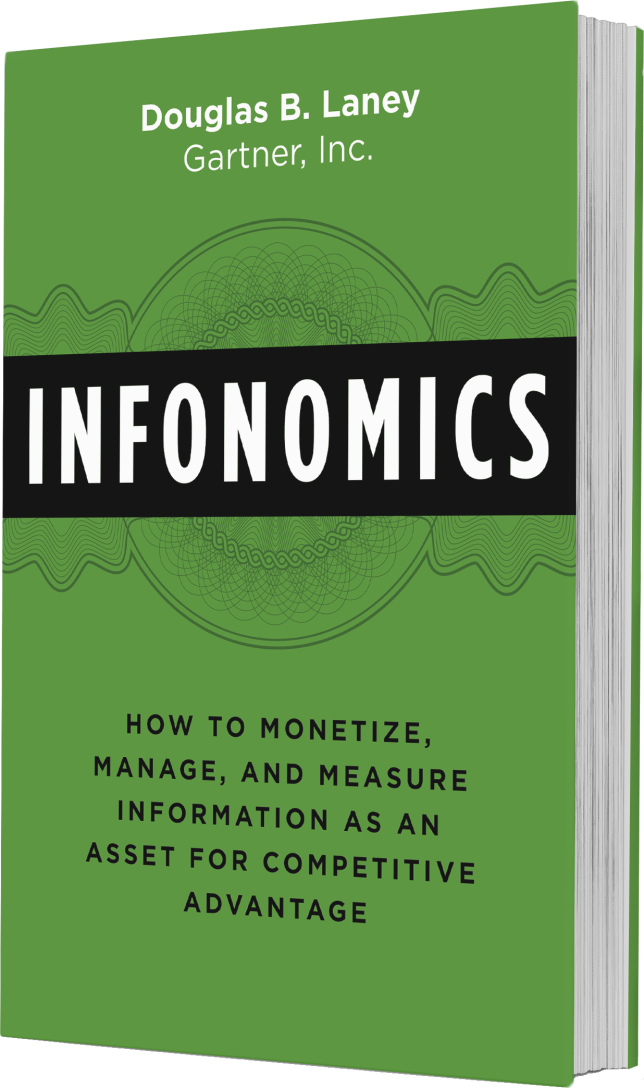 Douglas B. Laney
Gartner, Inc.
INFONOMICS
HOW TO MONETIZE,
MANAGE, AND MEASURE
INFORMATION AS AN
ASSET FOR COMPETITIVE
ADVANTAGE